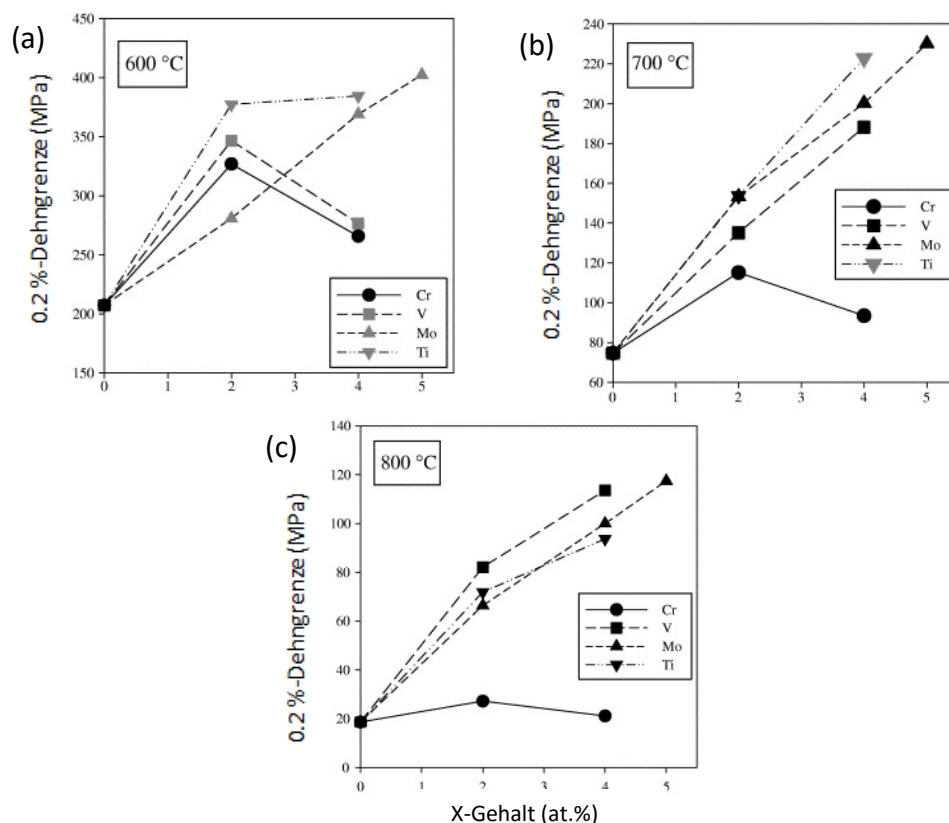 (a)
600 °C
0.2 %-Dehngrenze (MPa)
400
350
300
250
200
150
0 1 2 3 4 5
Cr
V
Mo
Ti
(b)
700 °C
0.2 %-Dehngrenze (MPa)
240
220
200
180
160
140
120
100
80
60
0 1 2 3 4 5
Cr
V
Mo
Ti
(c)
800 °C
0.2 %-Dehngrenze (MPa)
140
120
100
80
60
40
20
0
0 1 2 3 4 5
Cr
V
Mo
Ti
X-Gehalt (at.%)